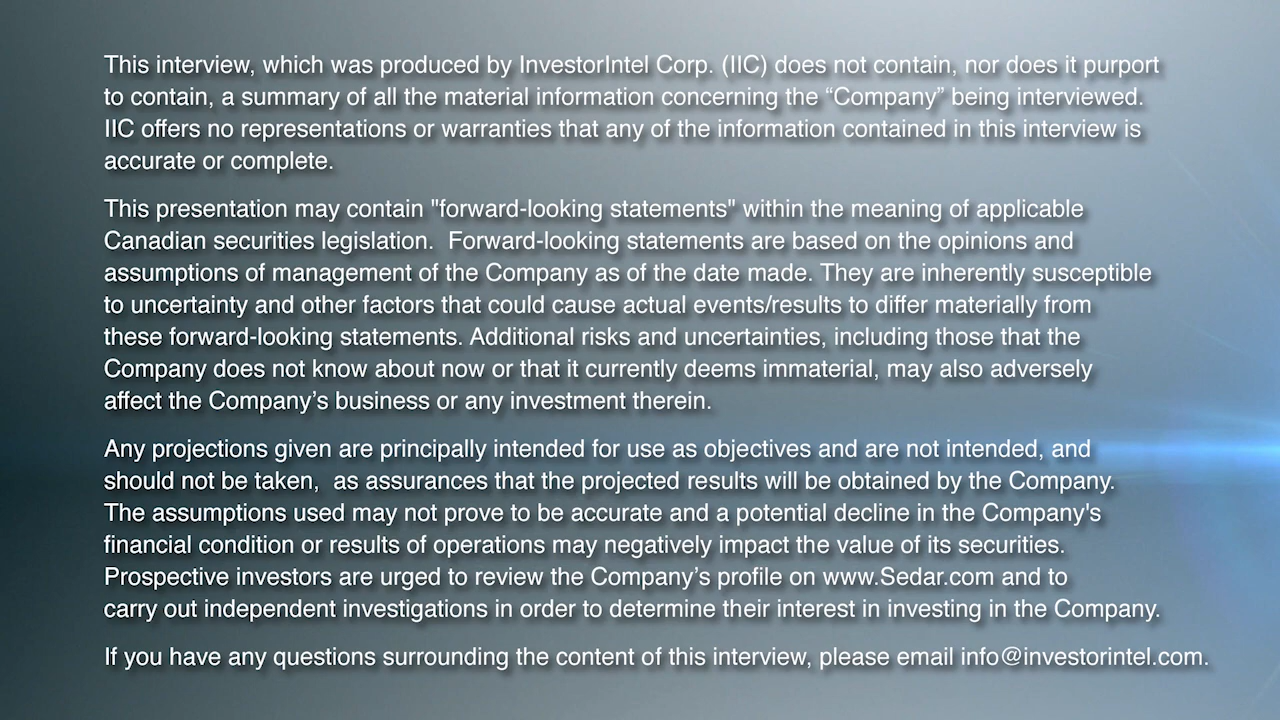 This interview, which was produced by InvestorIntel Corp. (IIC) does not contain, nor does it purport
to contain, a summary of all the material information concerning the “Company” being interviewed.
IIC offers no representations or warranties that any of the information contained in this interview is
accurate or complete.
This presentation may contain "forward-looking statements" within the meaning of applicable
Canadian securities legislation.  Forward-looking statements are based on the opinions and
assumptions of management of the Company as of the date made. They are inherently susceptible
to uncertainty and other factors that could cause actual events/results to differ materially from
these forward-looking statements. Additional risks and uncertainties, including those that the
Company does not know about now or that it currently deems immaterial, may also adversely
affect the Company’s business or any investment therein.
Any projections given are principally intended for use as objectives and are not intended, and
should not be taken,  as assurances that the projected results will be obtained by the Company.
The assumptions used may not prove to be accurate and a potential decline in the Company's
financial condition or results of operations may negatively impact the value of its securities.
Prospective investors are urged to review the Company’s profile on www.Sedar.com and to
carry out independent investigations in order to determine their interest in investing in the Company.
If you have any questions surrounding the content of this interview, please email info@investorintel.com.